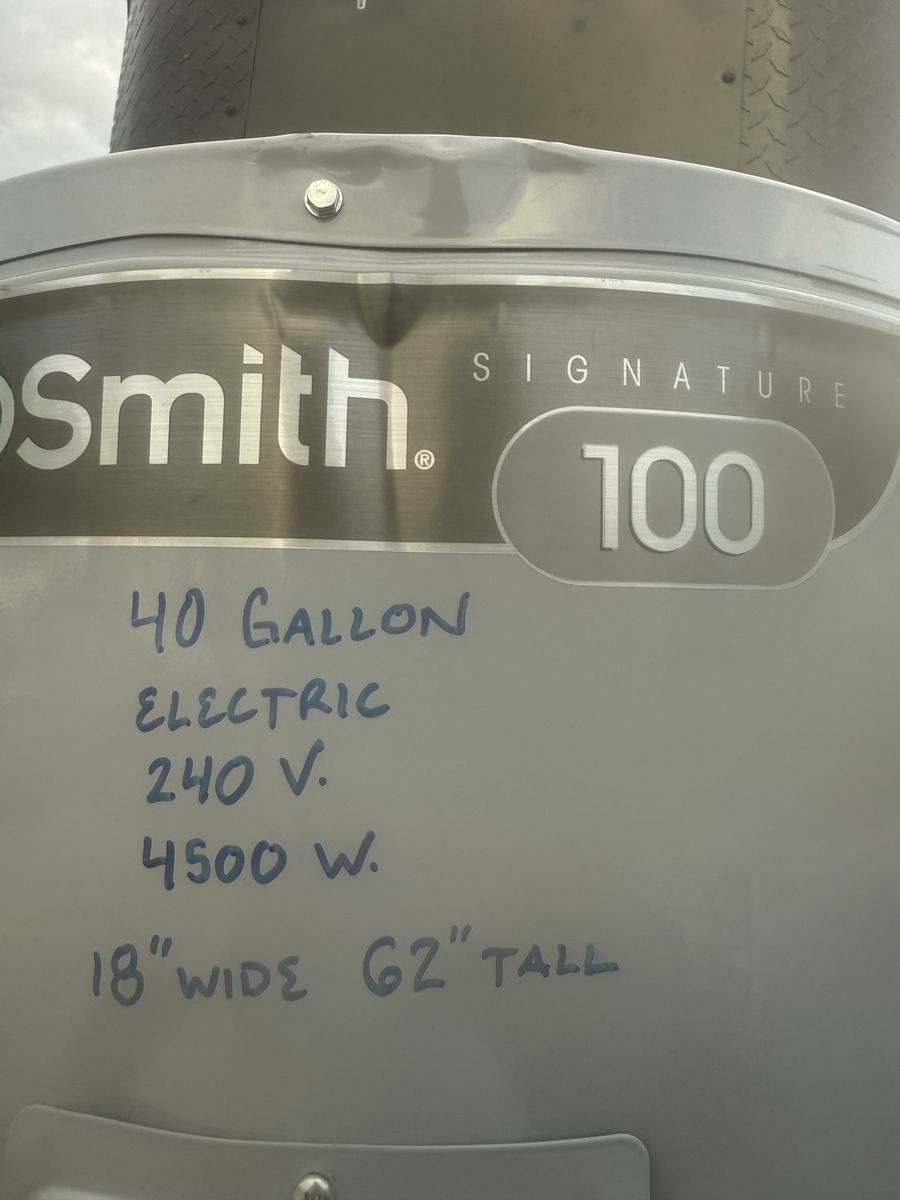 Smith® SIGNATURE
100
40 GALLON
ELECTRIC
240 V.
4500 W.
18" WIDE 62" TALL